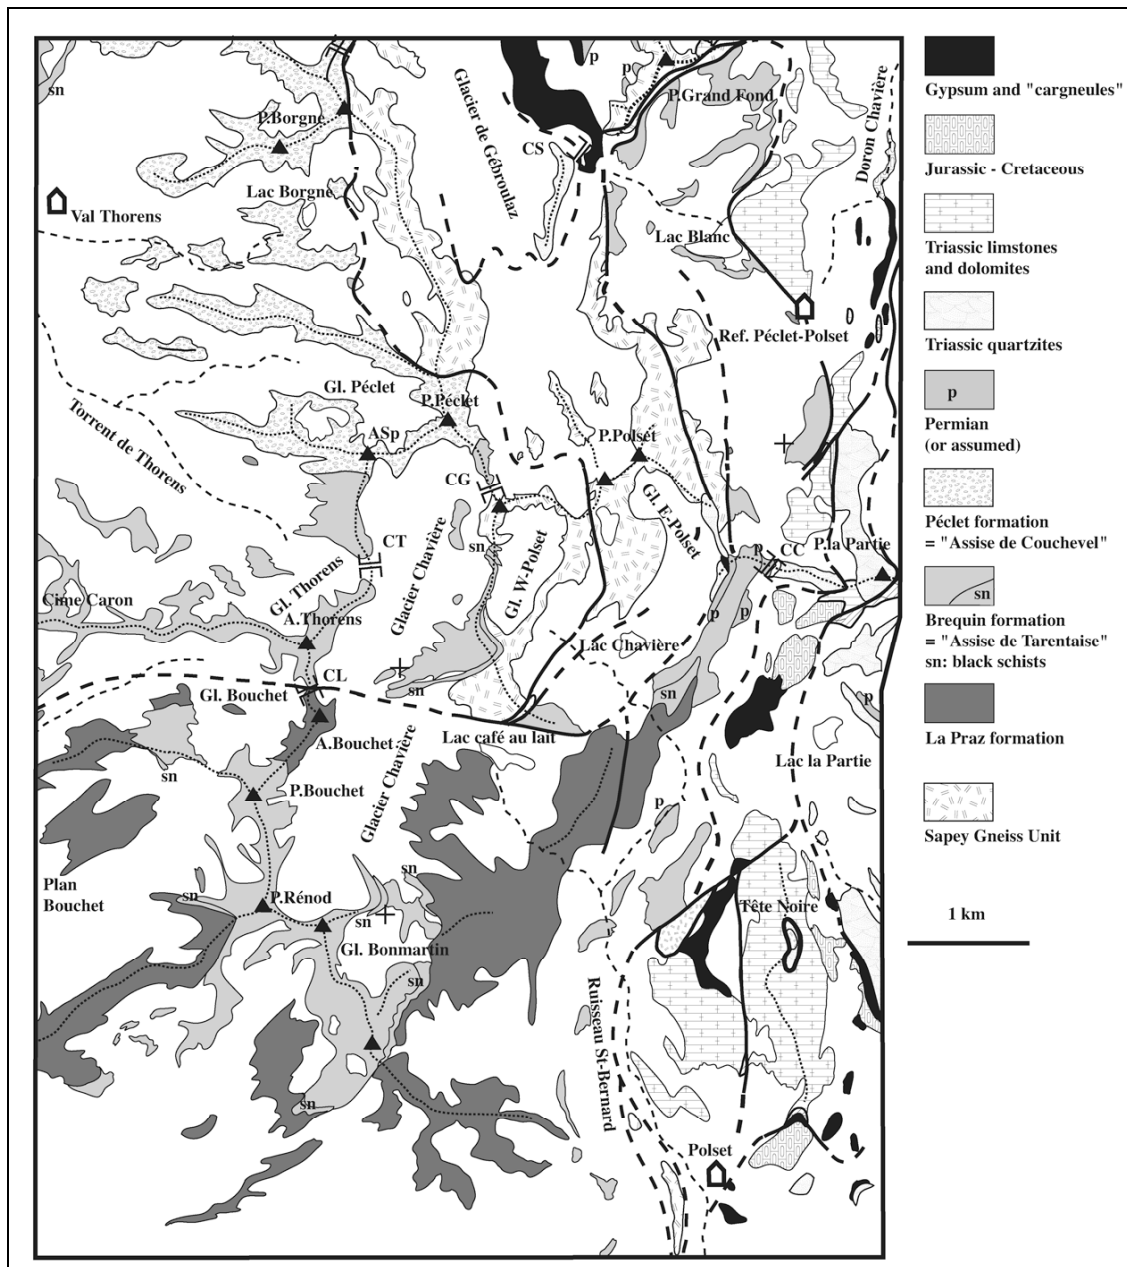 sn
P.Borgne
Lac Borgne
Val Thorens
Glacier de Gébroulaz
CS
p
p
P.Grand Fond
Doron Chavière
Lac Blanc
Ref. Péclet-Polset
Gl. Péclet
P.Péclet
Torrent de Thorens
ASp
P.Polset
CG
Gl. E-Polset
sn
Gl. W-Polset
Glacier Chavière
CT
Gl. Thorens
Cime Caron
A.Thorens
p
CC
P.la Partie
p
p
Lac Chavière
sn
sn
CL
Gl. Bouchet
A.Bouchet
Lac café au lait
p
Lac la Partie
sn
P.Bouchet
Glacier Chavière
p
Plan
Bouchet
sn
P.Rénod
sn
sn
Gl. Bonmartin
sn
Tête Noire
Ruisseau St-Bernard
sn
Polset
Gypsum and "cargneules"
Jurassic - Cretaceous
Triassic limstones
and dolomites
Triassic quartzites
p
Permian
(or assumed)
Péclet formation
= "Assise de Couchevel"
sn
Brequin formation
= "Assise de Tarentaise"
sn: black schists
La Praz formation
Sapey Gneiss Unit
1 km